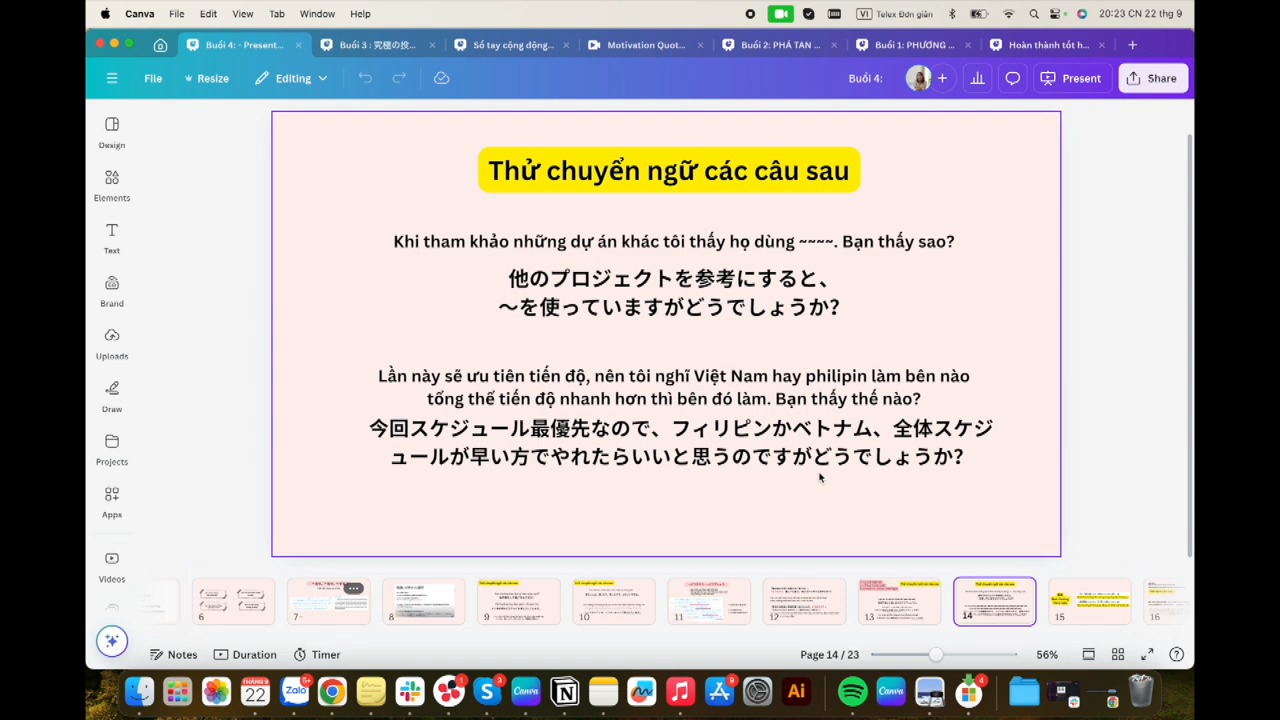 Canva File Edit View Tab Window Help
VI Telex Đơn giản 20:23 CN 22 thg 9
Buổi 4: - Present... Buổi 3 : 究極の投... Sổ tay cộng động... Motivation Quot... Buổi 2: PHÁ TAN ... Buổi 1: PHƯƠNG ... Hoàn thành tốt h...
File Resize Editing Buổi 4: Present Share
Design
Elements
Text
Brand
Uploads
Draw
Projects
Apps
Videos
Thử chuyển ngữ các câu sau
Khi tham khảo những dự án khác tôi thấy họ dùng ~~~~. Bạn thấy sao?
他のプロジェクトを参考にすると、
〜を使っていますがどうでしょうか?
Lần này sẽ ưu tiên tiến độ, nên tôi nghĩ Việt Nam hay philipin làm bên nào
tổng thể tiến độ nhanh hơn thì bên đó làm. Bạn thấy thế nào?
今回スケジュール最優先なので、フィリピンかベトナム、全体スケジ
ュールが早い方でやれたらいいと思うのですがどうでしょうか?
6 8 9 10 11 12 13 14 15 16
Notes Duration Timer Page 14 / 23 56%
THÁNG 9
22
Zalo
Canva
Ai
Canva